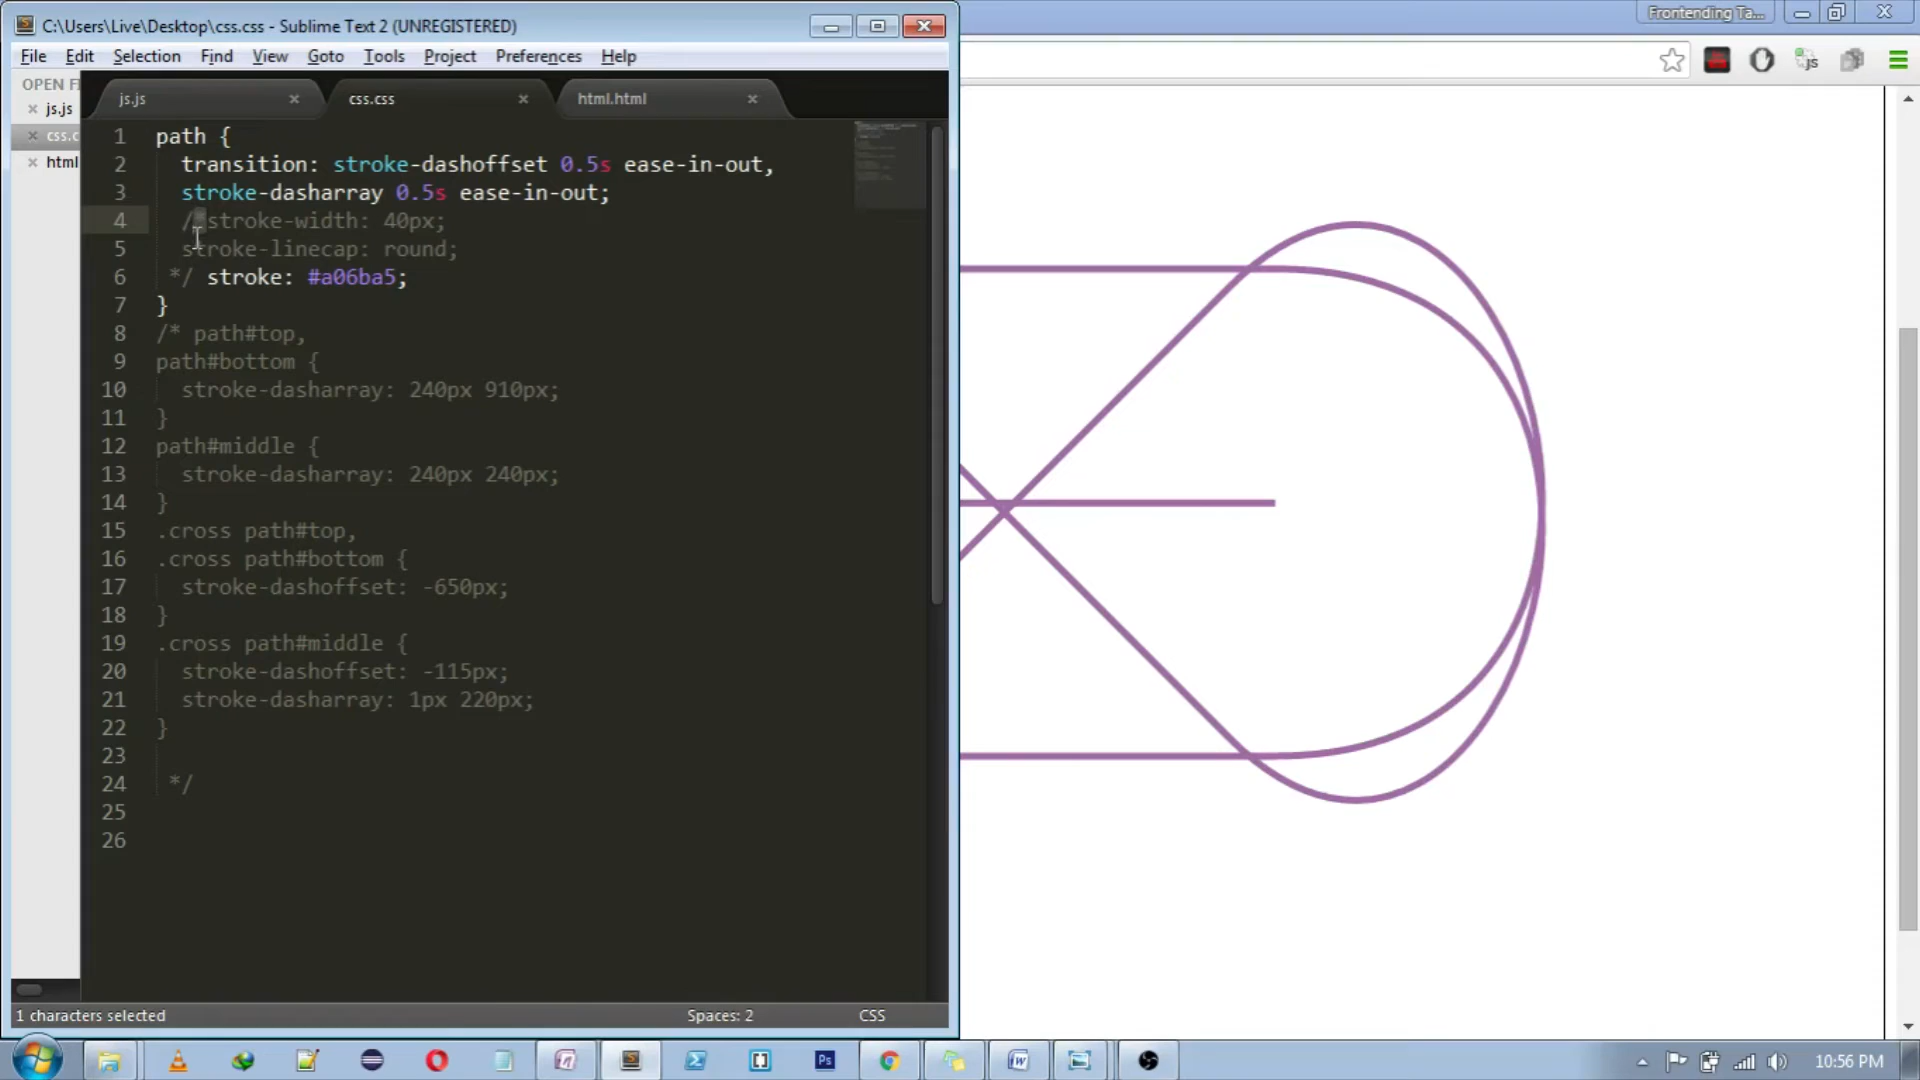 C:\Users\Live\Desktop\css.css - Sublime Text 2 (UNREGISTERED)
Frontending Ta...
File Edit Selection Find View Goto Tools Project Preferences Help
OPEN FI
js.js
css.c
html
js.js css.css html.html
1 path {
2 transition: stroke-dashoffset 0.5s ease-in-out,
3 stroke-dasharray 0.5s ease-in-out;
4 /*stroke-width: 40px;
5 stroke-linecap: round;
6 */ stroke: #a06ba5;
7 }
8 /* path#top,
9 path#bottom {
10 stroke-dasharray: 240px 910px;
11 }
12 path#middle {
13 stroke-dasharray: 240px 240px;
14 }
15 .cross path#top,
16 .cross path#bottom {
17 stroke-dashoffset: -650px;
18 }
19 .cross path#middle {
20 stroke-dashoffset: -115px;
21 stroke-dasharray: 1px 220px;
22 }
23
24 */
25
26
js
1 characters selected Spaces: 2 CSS
Ps
10:56 PM